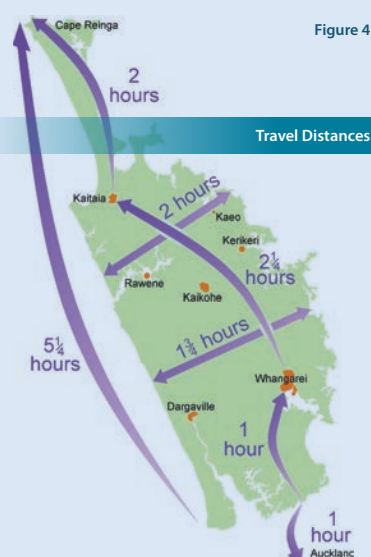 Figure 4
Cape Reinga
2
hours
Travel Distances
Kaitaia
2 hours
Kaeo
Kerikeri
2¼
hours
Rawene
Kaikohe
1¾ hours
5¼
hours
Whangarei
Dargaville
1
hour
1
hour